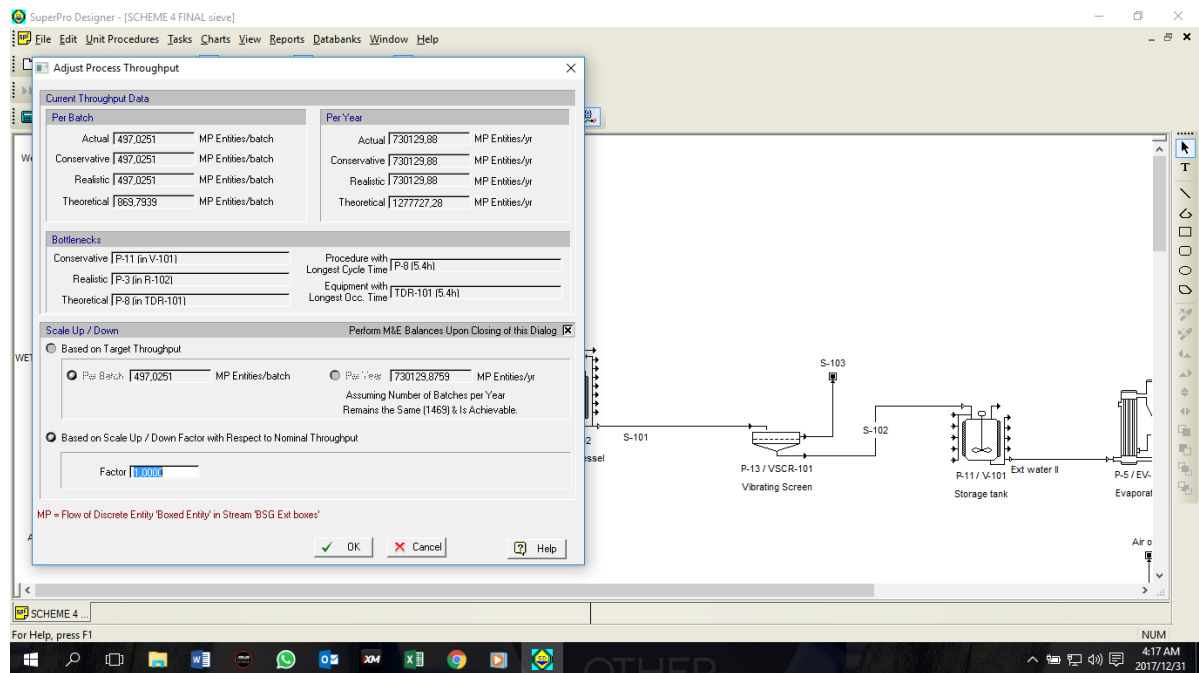 SuperPro Designer - [SCHEME 4 FINAL sieve]
File Edit Unit Procedures Tasks Charts View Reports Databanks Window Help
Adjust Process Throughput
Current Throughput Data
Per Batch
Actual 497,0251 MP Entities/batch
Conservative 497,0251 MP Entities/batch
Realistic 497,0251 MP Entities/batch
Theoretical 869,7939 MP Entities/batch
Per Year
Actual 730129,88 MP Entities/yr
Conservative 730129,88 MP Entities/yr
Realistic 730129,88 MP Entities/yr
Theoretical 1277727,28 MP Entities/yr
Bottlenecks
Conservative P-11 (in V-101)
Realistic P-3 (in R-102)
Theoretical P-8 (in TDR-101)
Procedure with
Longest Cycle Time P-8 (5.4h)
Equipment with
Longest Occ. Time TDR-101 (5.4h)
Scale Up / Down Perform M&E Balances Upon Closing of this Dialog
Based on Target Throughput
Per Batch 497,0251 MP Entities/batch
Per Year 730129,8759 MP Entities/yr
Assuming Number of Batches per Year
Remains the Same (1469) & Is Achievable.
Based on Scale Up / Down Factor with Respect to Nominal Throughput
Factor 1,0000
MP = Flow of Discrete Entity 'Boxed Entity' in Stream 'BSG Ext boxes'
OK Cancel Help
WET
S-101
S-103
P-13 / VSCR-101
Vibrating Screen
S-102
P-11 / V-101
Storage tank
Ext water II
P-5 / EV-
Evaporat
Air o
T
SCHEME 4 ...
For Help, press F1
NUM
OTHER
4:17 AM
2017/12/31